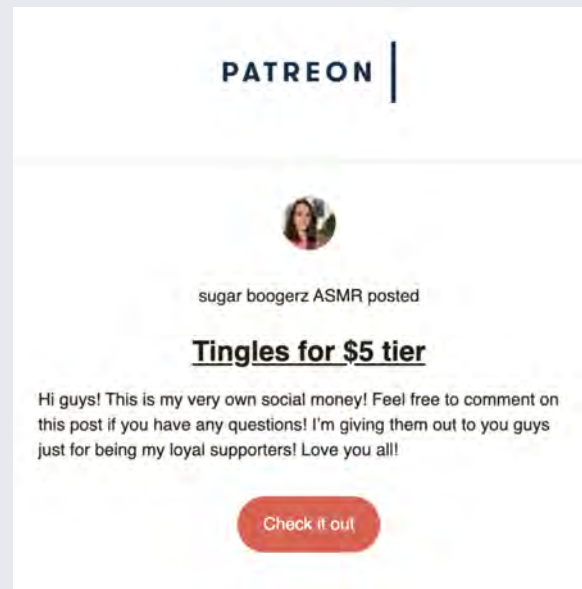 PATREON
sugar boogerz ASMR posted
Tingles for $5 tier
Hi guys! This is my very own social money! Feel free to comment on
this post if you have any questions! I'm giving them out to you guys
just for being my loyal supporters! Love you all!
Check it out